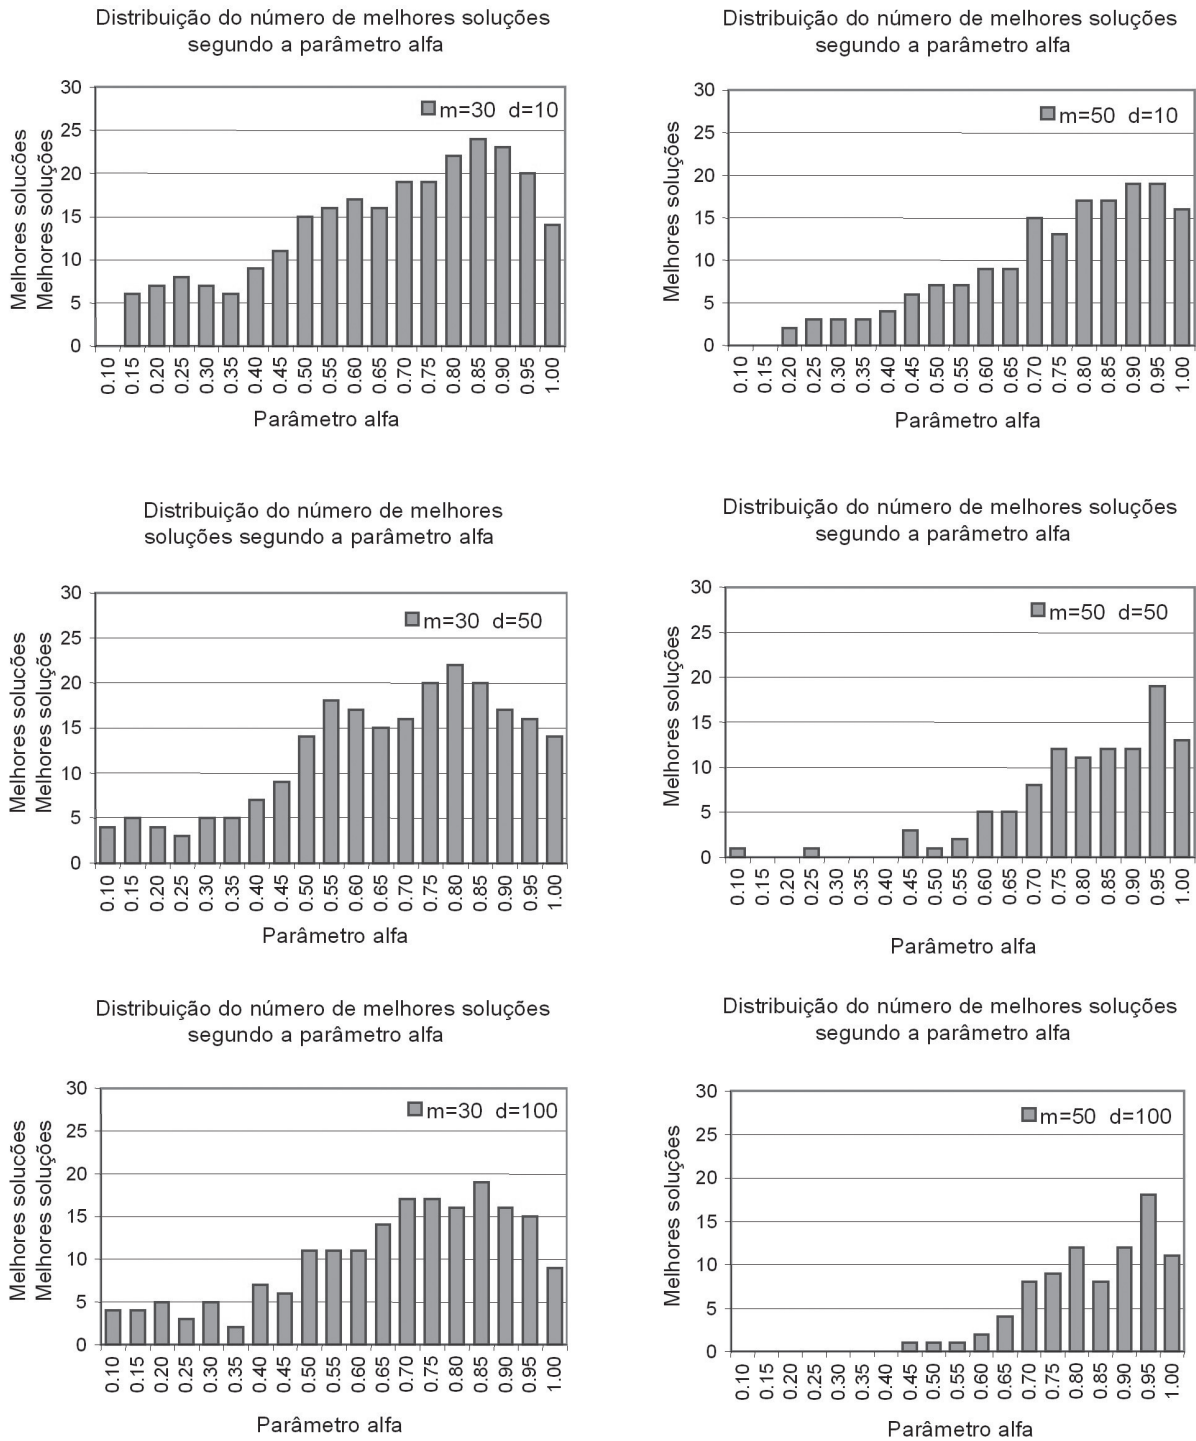 Distribuição do número de melhores soluções
segundo a parâmetro alfa
Melhores solucões
Melhores soluções
30
25
20
15
10
5
0
m=30 d=10
0.10 0.15 0.20 0.25 0.30 0.35 0.40 0.45 0.50 0.55 0.60 0.65 0.70 0.75 0.80 0.85 0.90 0.95 1.00
Parâmetro alfa
Distribuição do número de melhores soluções
segundo a parâmetro alfa
Melhores soluções
30
25
20
15
10
5
0
m=50 d=10
0.10 0.15 0.20 0.25 0.30 0.35 0.40 0.45 0.50 0.55 0.60 0.65 0.70 0.75 0.80 0.85 0.90 0.95 1.00
Parâmetro alfa
Distribuição do número de melhores
soluções segundo a parâmetro alfa
Melhores solucões
Melhores soluções
30
25
20
15
10
5
0
m=30 d=50
0.10 0.15 0.20 0.25 0.30 0.35 0.40 0.45 0.50 0.55 0.60 0.65 0.70 0.75 0.80 0.85 0.90 0.95 1.00
Parâmetro alfa
Distribuição do número de melhores soluções
segundo a parâmetro alfa
Melhores soluções
30
25
20
15
10
5
0
m=50 d=50
0.10 0.15 0.20 0.25 0.30 0.35 0.40 0.45 0.50 0.55 0.60 0.65 0.70 0.75 0.80 0.85 0.90 0.95 1.00
Parâmetro alfa
Distribuição do número de melhores soluções
segundo a parâmetro alfa
Melhores solucões
Melhores soluções
30
25
20
15
10
5
0
m=30 d=100
0.10 0.15 0.20 0.25 0.30 0.35 0.40 0.45 0.50 0.55 0.60 0.65 0.70 0.75 0.80 0.85 0.90 0.95 1.00
Parâmetro alfa
Distribuição do número de melhores soluções
segundo a parâmetro alfa
Melhores soluções
30
25
20
15
10
5
0
m=50 d=100
0.10 0.15 0.20 0.25 0.30 0.35 0.40 0.45 0.50 0.55 0.60 0.65 0.70 0.75 0.80 0.85 0.90 0.95 1.00
Parâmetro alfa